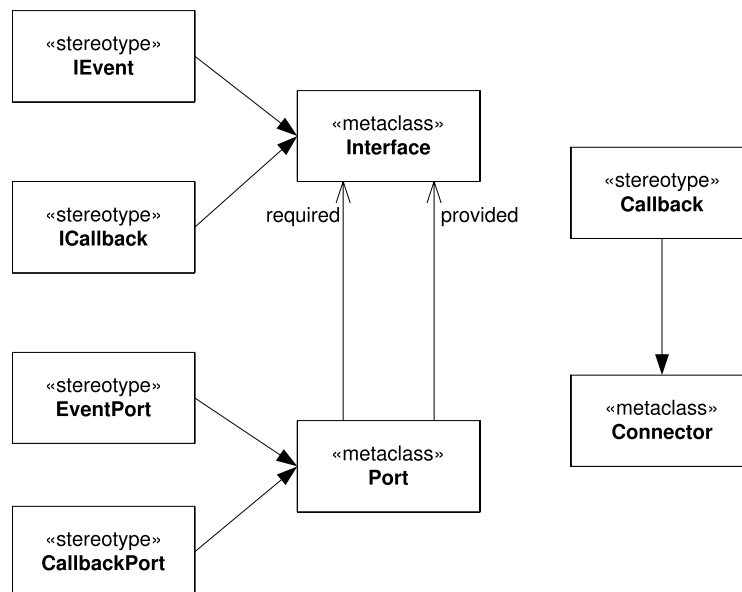 «stereotype»
IEvent
«metaclass»
Interface
«stereotype»
Callback
«stereotype»
ICallback
required
provided
«stereotype»
EventPort
«metaclass»
Connector
«metaclass»
Port
«stereotype»
CallbackPort